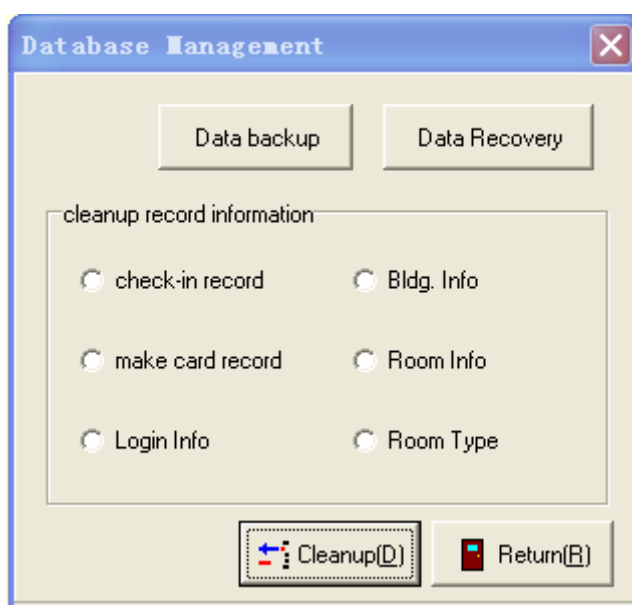 Database Management
Data backup Data Recovery
cleanup record information
check-in record Bldg. Info
make card record Room Info
Login Info Room Type
Cleanup(D) Return(R)